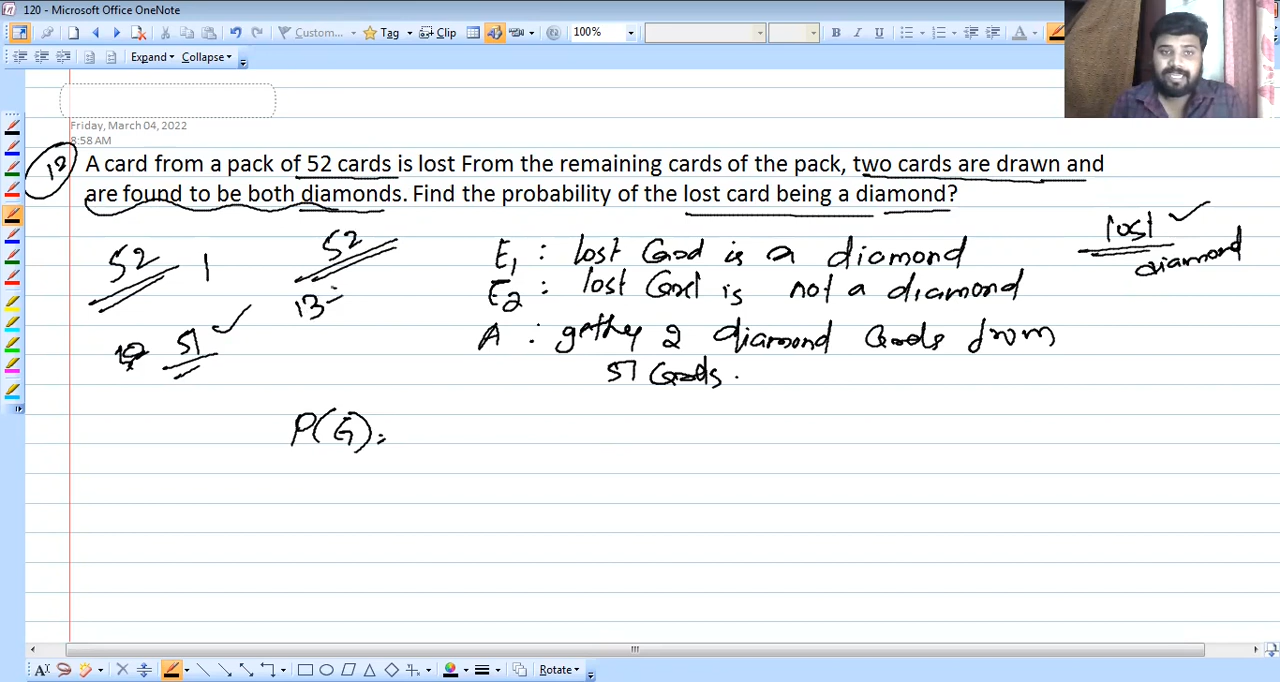 120 - Microsoft Office OneNote
Custom... Tag Clip 100% B I U A
Expand Collapse
Friday, March 04, 2022
8:58 AM
12 A card from a pack of 52 cards is lost From the remaining cards of the pack, two cards are drawn and
are found to be both diamonds. Find the probability of the lost card being a diamond?
52 1 52 E1 : lost Card is a diamond lost
diamond
13 E2 : lost Card is not a diamond
51 A : getting 2 diamond Cards from
51 Cards.
P(E1) =
Rotate